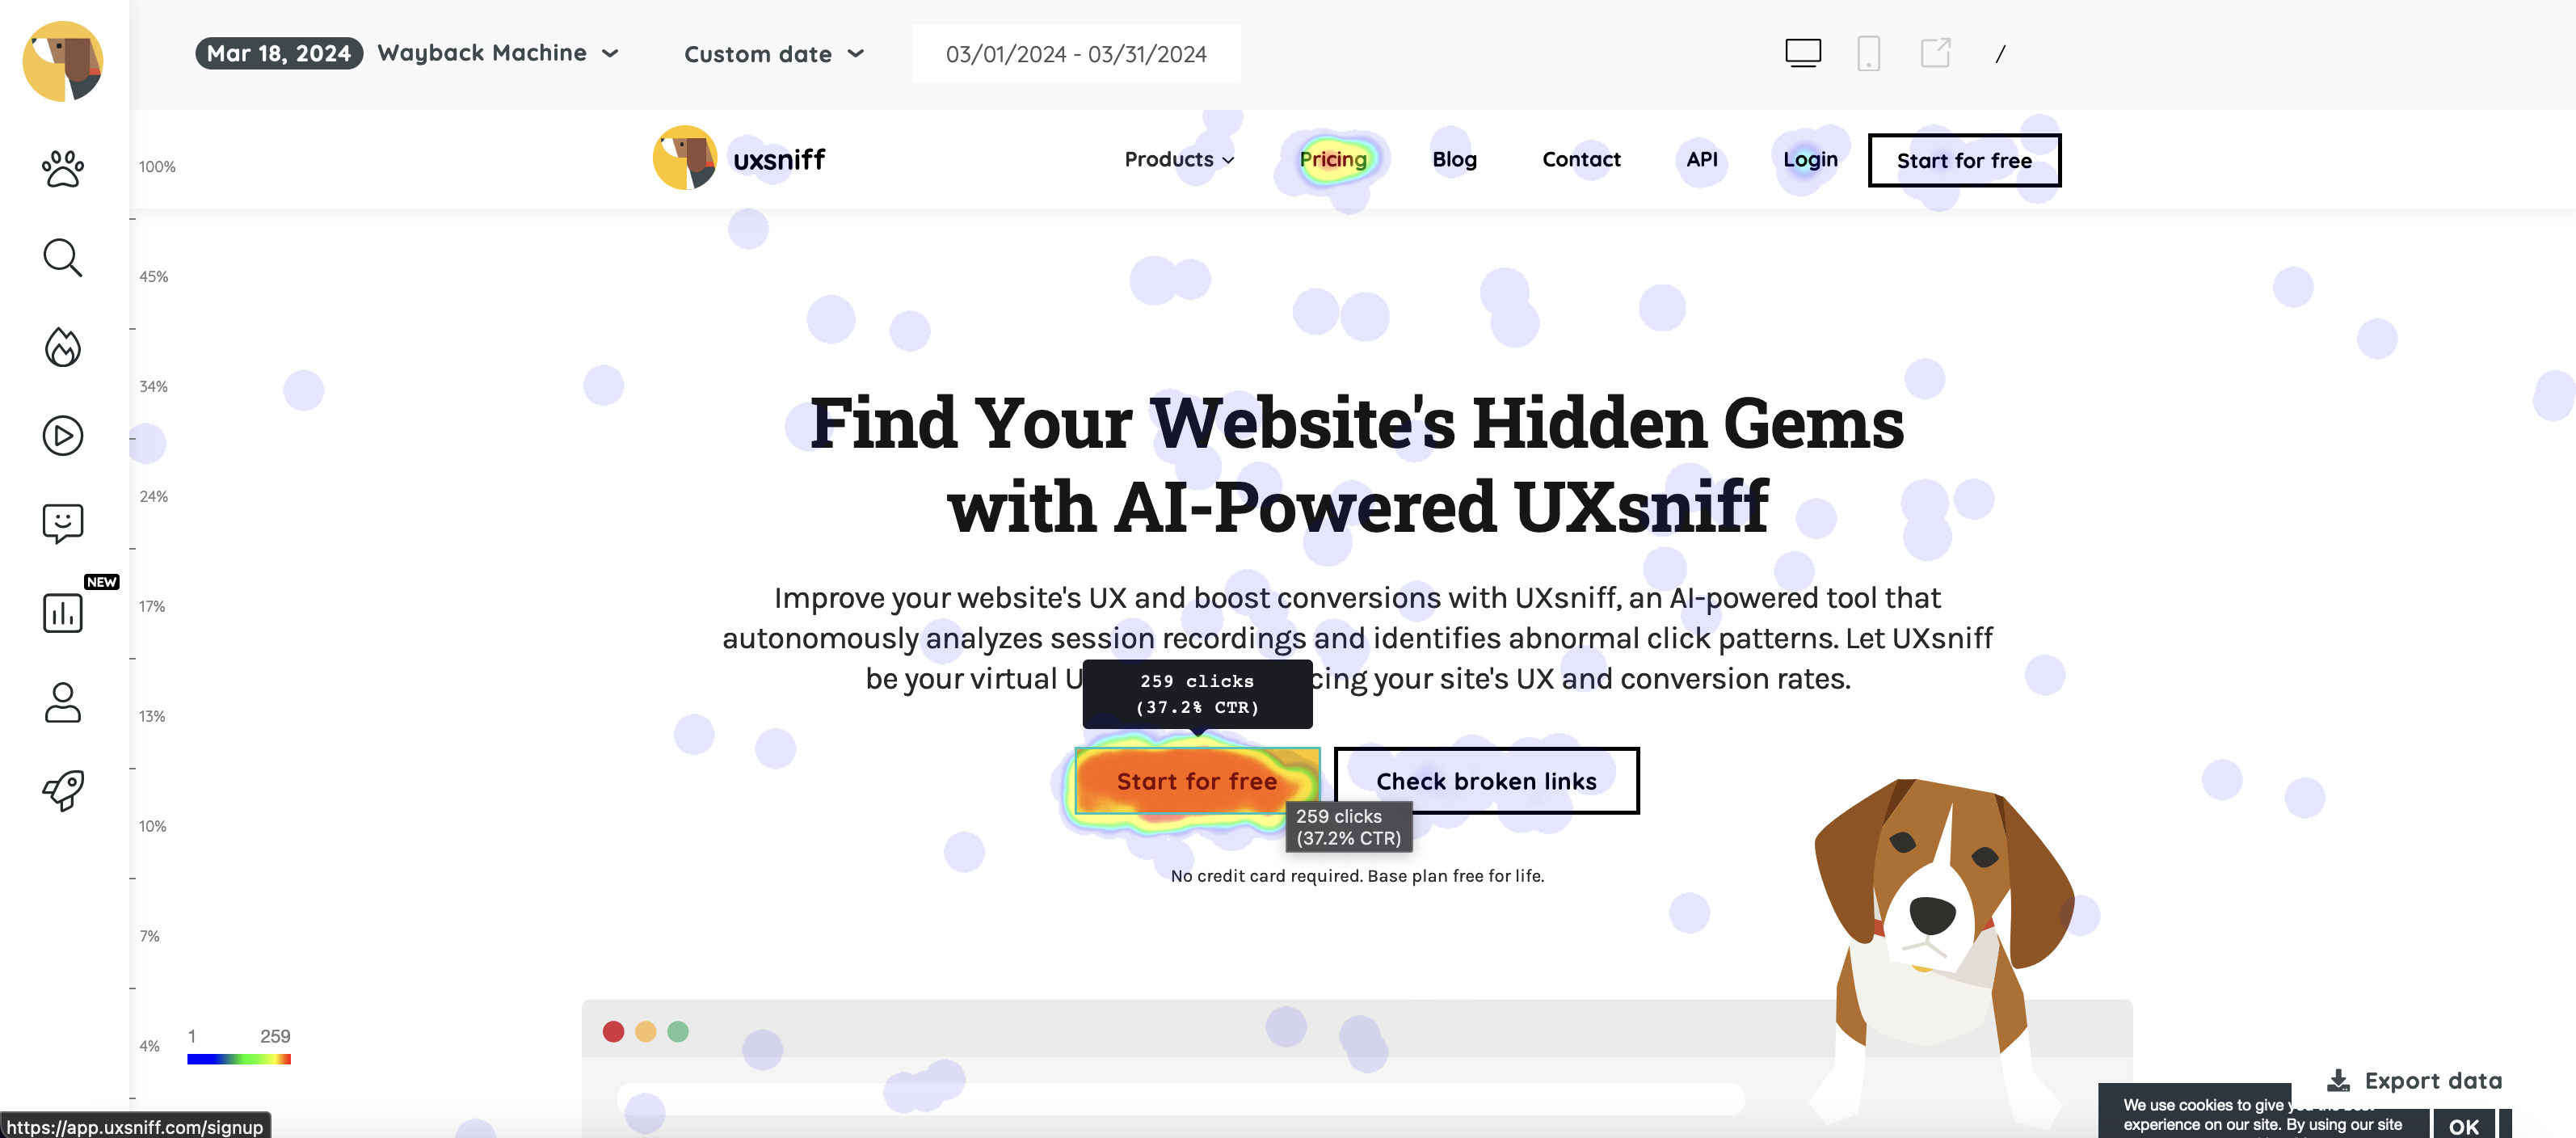 Mar 18, 2024 Wayback Machine Custom date 03/01/2024 - 03/31/2024 /
uxsniff Products Pricing Blog Contact API Login Start for free
100%
45%
34%
24%
17%
13%
10%
7%
4%
NEW
Find Your Website's Hidden Gems
with AI-Powered UXsniff
Improve your website's UX and boost conversions with UXsniff, an AI-powered tool that
autonomously analyzes session recordings and identifies abnormal click patterns. Let UXsniff
be your virtual U cing your site's UX and conversion rates.
259 clicks
(37.2% CTR)
Start for free Check broken links
259 clicks
(37.2% CTR)
No credit card required. Base plan free for life.
1 259
Export data
We use cookies to give
experience on our site. By using our site
OK
https://app.uxsniff.com/signup